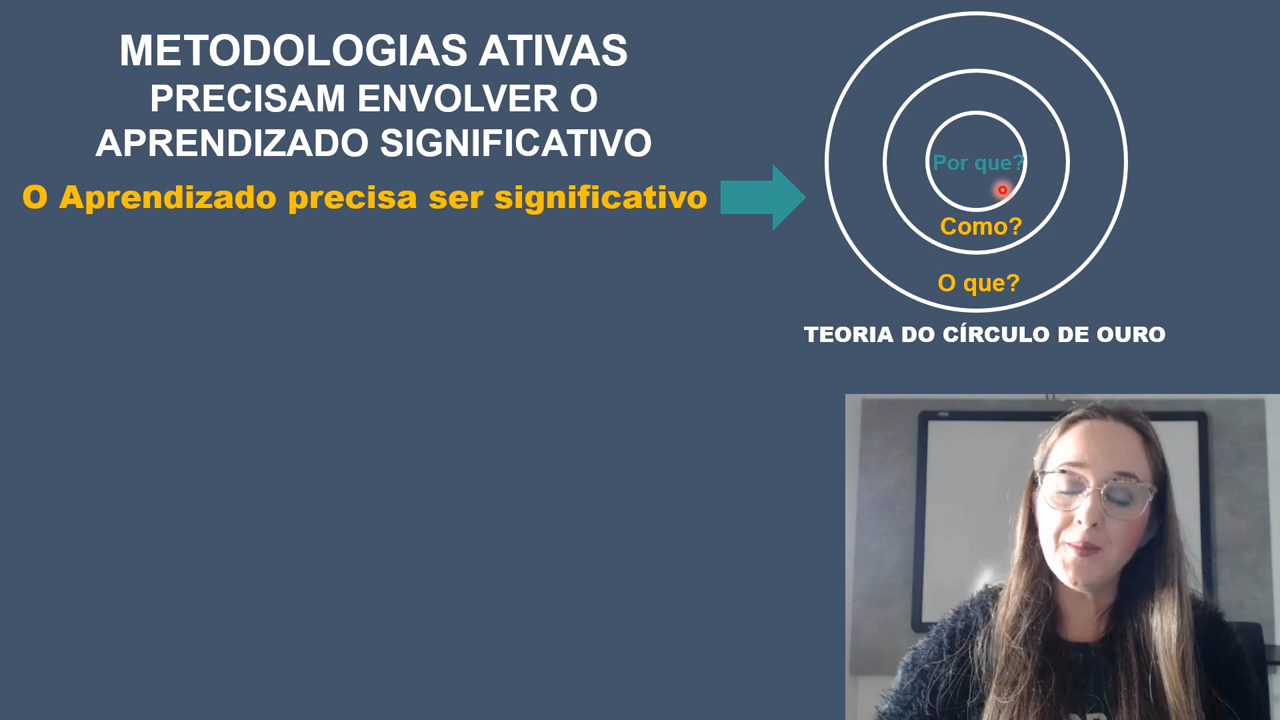 METODOLOGIAS ATIVAS
PRECISAM ENVOLVER O
APRENDIZADO SIGNIFICATIVO
O Aprendizado precisa ser significativo
Por que?
Como?
O que?
TEORIA DO CÍRCULO DE OURO